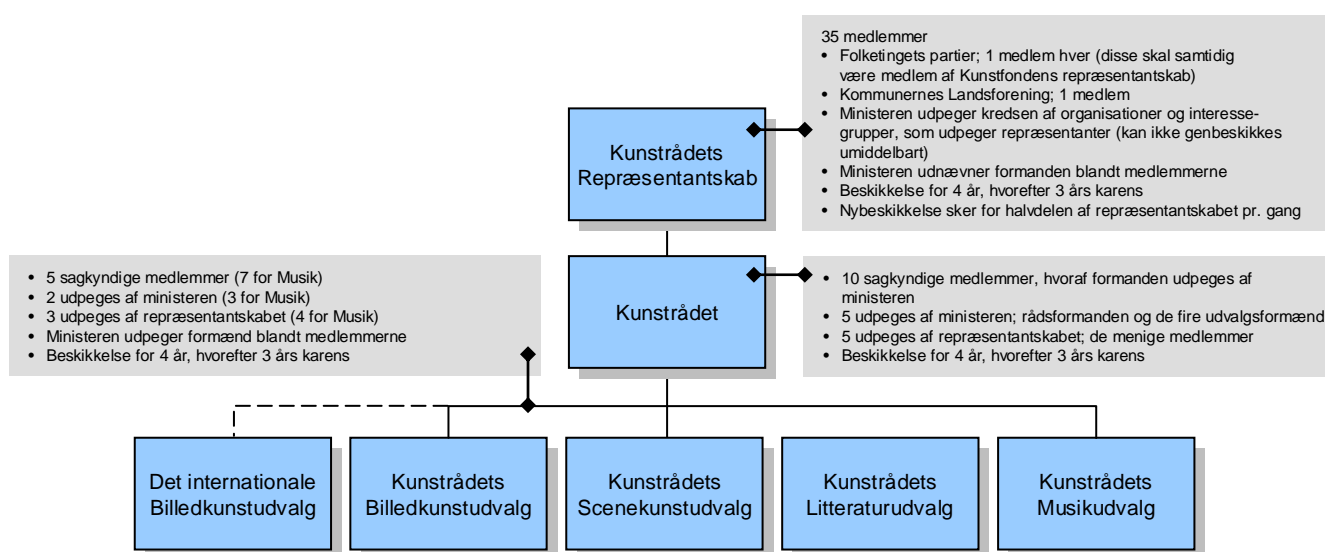 35 medlemmer
• Folketingets partier; 1 medlem hver (disse skal samtidig
være medlem af Kunstfondens repræsentantskab)
• Kommunernes Landsforening; 1 medlem
• Ministeren udpeger kredsen af organisationer og interesse-
grupper, som udpeger repræsentanter (kan ikke genbeskikkes
umiddelbart)
• Ministeren udnævner formanden blandt medlemmerne
• Beskikkelse for 4 år, hvorefter 3 års karens
• Nybeskikkelse sker for halvdelen af repræsentantskabet pr. gang
Kunstrådets
Repræsentantskab
• 5 sagkyndige medlemmer (7 for Musik)
• 2 udpeges af ministeren (3 for Musik)
• 3 udpeges af repræsentantskabet (4 for Musik)
• Ministeren udpeger formænd blandt medlemmerne
• Beskikkelse for 4 år, hvorefter 3 års karens
Kunstrådet
• 10 sagkyndige medlemmer, hvoraf formanden udpeges af
ministeren
• 5 udpeges af ministeren; rådsformanden og de fire udvalgsformænd
• 5 udpeges af repræsentantskabet; de menige medlemmer
• Beskikkelse for 4 år, hvorefter 3 års karens
Det internationale
Billedkunstudvalg
Kunstrådets
Billedkunstudvalg
Kunstrådets
Scenekunstudvalg
Kunstrådets
Litteraturudvalg
Kunstrådets
Musikudvalg